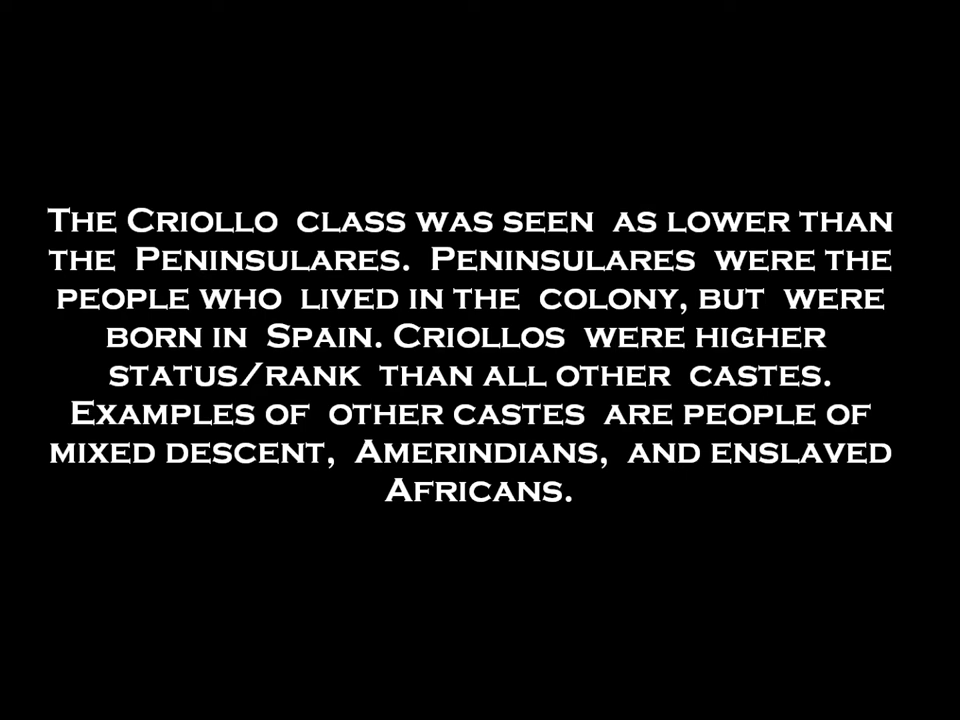 The Criollo class was seen as lower than
the Peninsulares. Peninsulares were the
people who lived in the colony, but were
born in Spain. Criollos were higher
status/rank than all other castes.
Examples of other castes are people of
mixed descent, Amerindians, and enslaved
Africans.